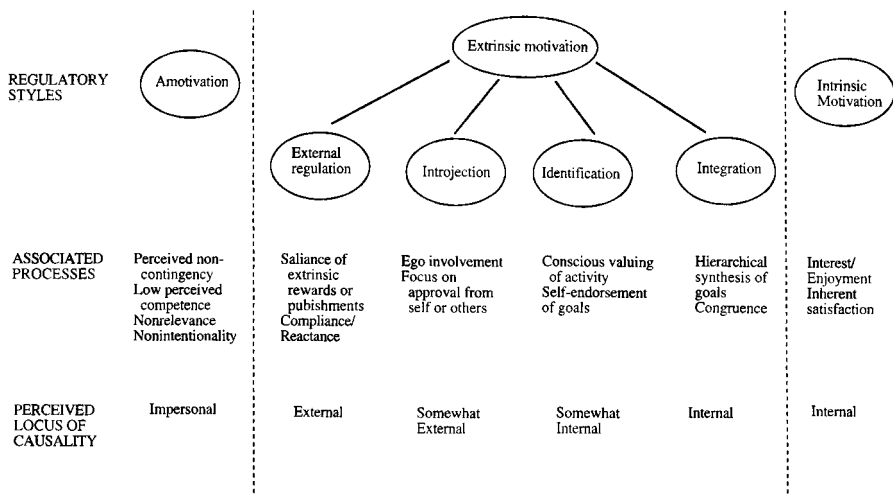 Extrinsic motivation
REGULATORY
STYLES
Amotivation
Intrinsic
Motivation
External
regulation
Introjection
Identification
Integration
ASSOCIATED
PROCESSES
Perceived non-
contingency
Low perceived
competence
Nonrelevance
Nonintentionality
Saliance of
extrinsic
rewards or
pubishments
Compliance/
Reactance
Ego involvement
Focus on
approval from
self or others
Conscious valuing
of activity
Self-endorsement
of goals
Hierarchical
synthesis of
goals
Congruence
Interest/
Enjoyment
Inherent
satisfaction
PERCEIVED
LOCUS OF
CAUSALITY
Impersonal
External
Somewhat
External
Somewhat
Internal
Internal
Internal